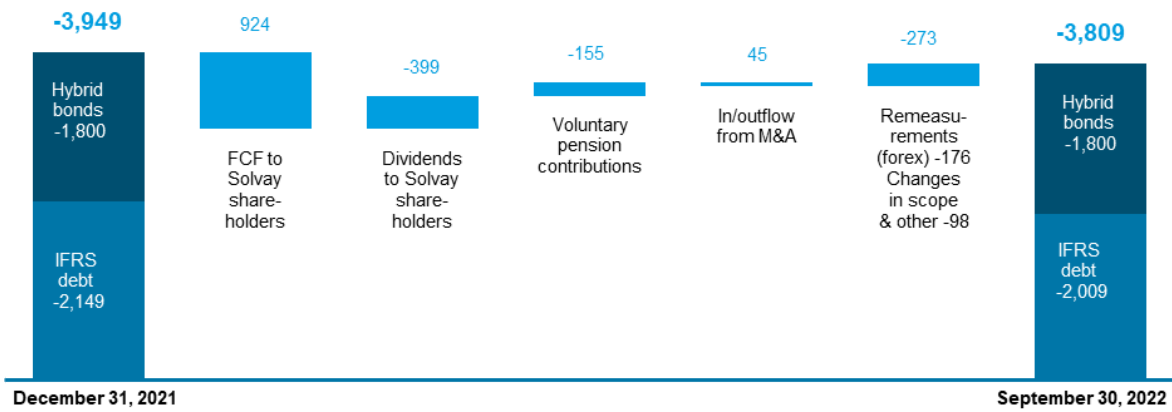 -3,949
Hybrid
bonds
-1,800
IFRS
debt
-2,149
924
FCF to
Solvay
share-
holders
-399
Dividends
to Solvay
share-
holders
-155
Voluntary
pension
contributions
45
In/outflow
from M&A
-273
Remeasu-
rements
(forex) -176
Changes
in scope
& other -98
-3,809
Hybrid
bonds
-1,800
IFRS
debt
-2,009
December 31, 2021
September 30, 2022